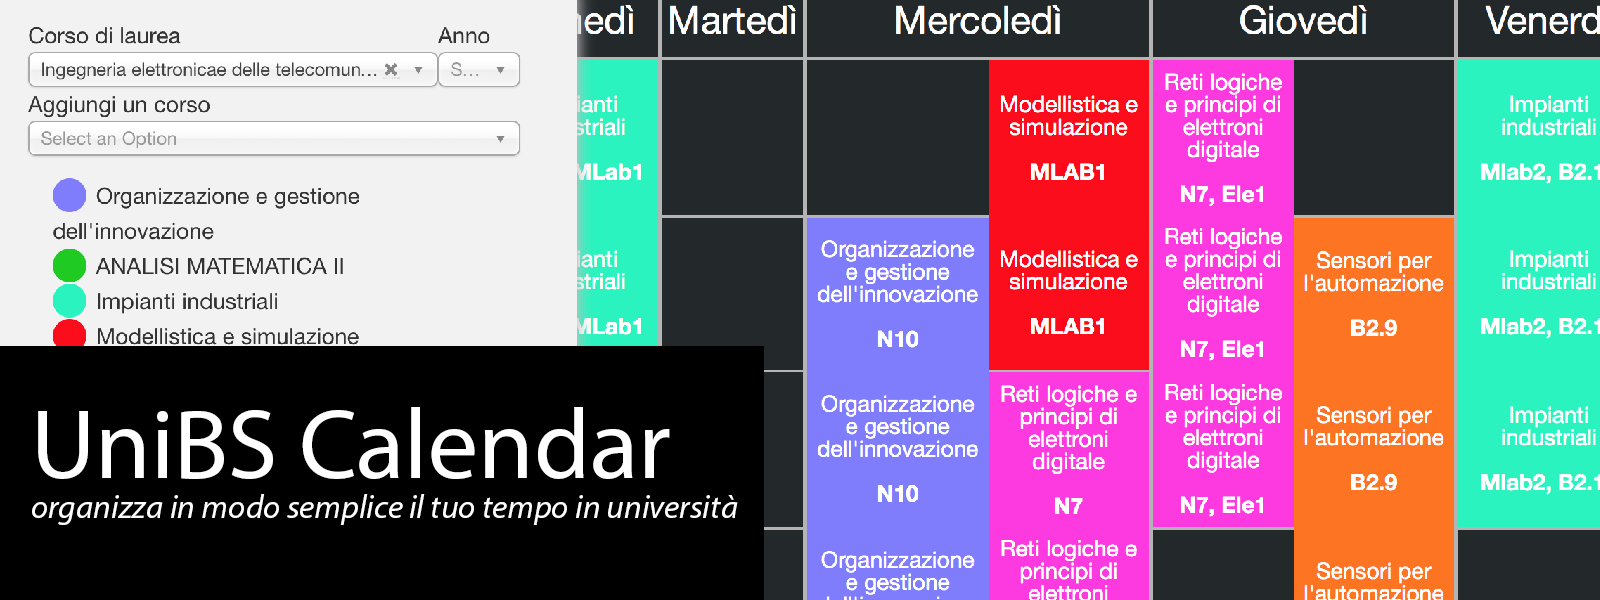 Corso di laurea
Anno
Ingegneria elettronicae delle telecomun...
S...
Aggiungi un corso
Select an Option
Organizzazione e gestione
dell'innovazione
ANALISI MATEMATICA II
Impianti industriali
Modellistica e simulazione
UniBS Calendar
organizza in modo semplice il tuo tempo in università
nedì
ianti
striali
MLab1
ianti
striali
MLab1
Martedì
Mercoledì
Organizzazione
e gestione
dell'innovazione
N10
Organizzazione
e gestione
dell'innovazione
N10
Organizzazione
e gestione
Modellistica e
simulazione
MLAB1
Modellistica e
simulazione
MLAB1
Reti logiche e
principi di
elettroni
digitale
N7
Reti logiche e
principi di
elettroni
Giovedì
Reti logiche
e principi di
elettroni
digitale
N7, Ele1
Reti logiche
e principi di
elettroni
digitale
N7, Ele1
Reti logiche
e principi di
elettroni
digitale
N7, Ele1
Sensori per
l'automazione
B2.9
Sensori per
l'automazione
B2.9
Sensori per
l'automazione
Venerd
Impianti
industriali
Mlab2, B2.1
Impianti
industriali
Mlab2, B2.1
Impianti
industriali
Mlab2, B2.1